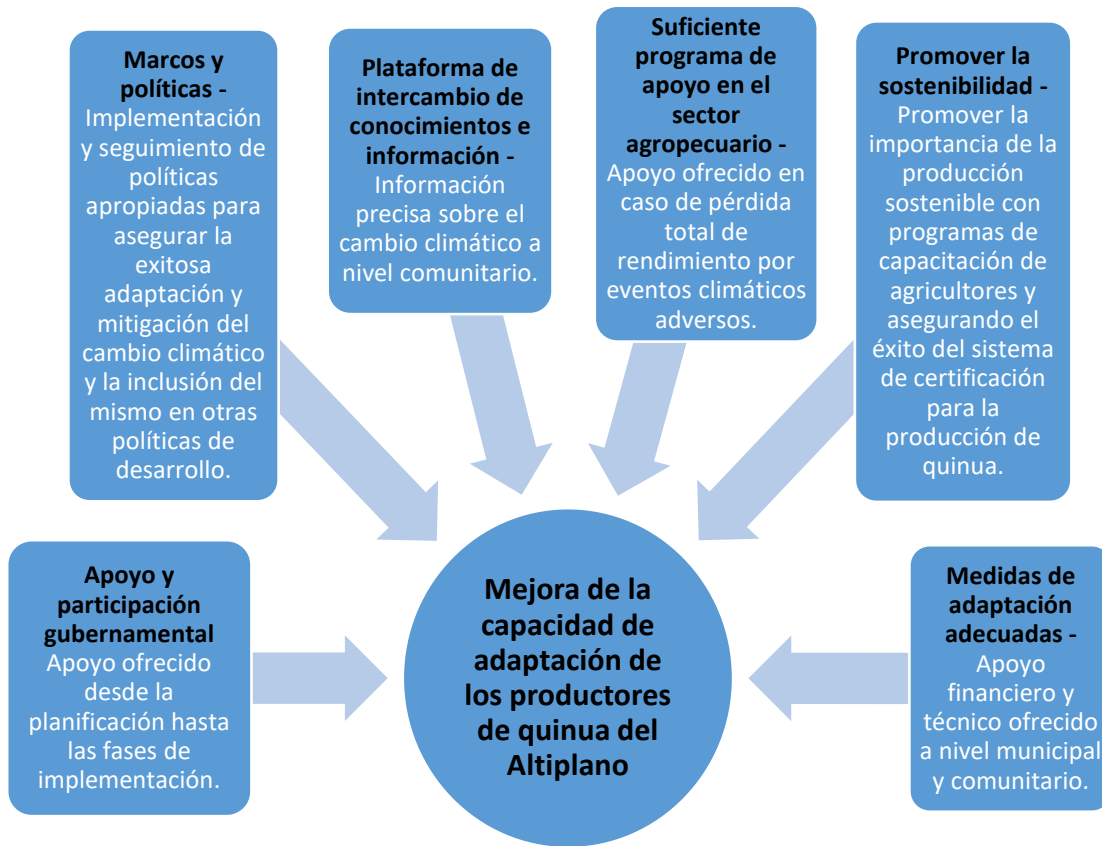 Marcos y
políticas -
Implementación
y seguimiento de
políticas
apropiadas para
asegurar la
exitosa
adaptación y
mitigación del
cambio climático
y la inclusión del
mismo en otras
políticas de
desarrollo.
Plataforma de
intercambio de
conocimientos e
información -
Información
precisa sobre el
cambio climático a
nivel comunitario.
Suficiente
programa de
apoyo en el
sector
agropecuario -
Apoyo ofrecido en
caso de pérdida
total de
rendimiento por
eventos climáticos
adversos.
Promover la
sostenibilidad -
Promover la
importancia de la
producción
sostenible con
programas de
capacitación de
agricultores y
asegurando el
éxito del sistema
de certificación
para la
producción de
quinua.
Apoyo y
participación
gubernamental
Apoyo ofrecido
desde la
planificación hasta
las fases de
implementación.
Mejora de la
capacidad de
adaptación de
los productores
de quinua del
Altiplano
Medidas de
adaptación
adecuadas -
Apoyo
financiero y
técnico ofrecido
a nivel municipal
y comunitario.